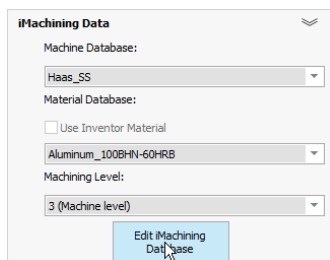 iMachining Data
Machine Database:
Haas_SS
Material Database:
Use Inventor Material
Aluminum_100BHN-60HRB
Machining Level:
3 (Machine level)
Edit iMachining
Database